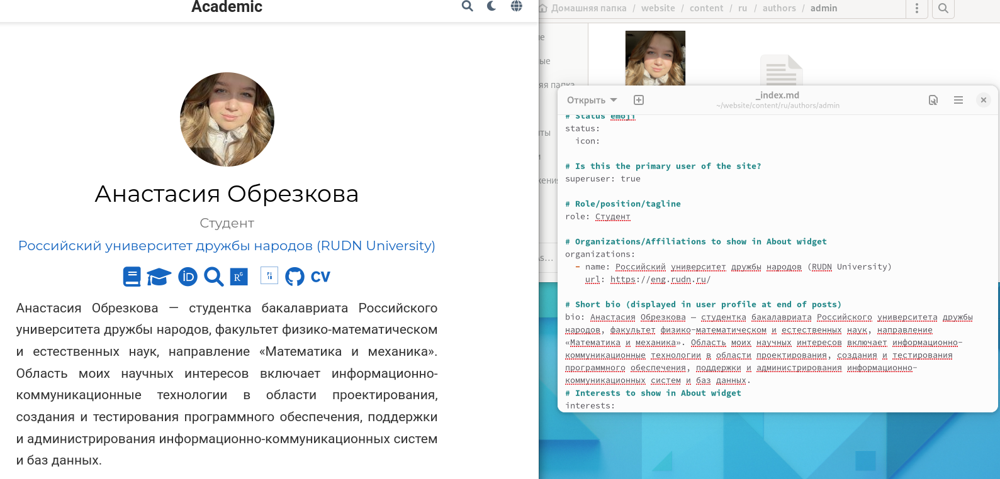 Academic
Анастасия Обрезкова
Студент
Российский университет дружбы народов (RUDN University)
iD
RG
FI
IB
CV
Анастасия Обрезкова — студентка бакалавриата Российского
университета дружбы народов, факультет физико-математическом
и естественных наук, направление «Математика и механика».
Область моих научных интересов включает информационно-
коммуникационные технологии в области проектирования,
создания и тестирования программного обеспечения, поддержки
и администрирования информационно-коммуникационных систем
и баз данных.
Домашняя папка / website / content / ru / authors / admin
ые
яя папка
Открыть
_index.md
~/website/content/ru/authors/admin
# Status emoji
status:
icon:
# Is this the primary user of the site?
superuser: true
# Role/position/tagline
role: Студент
# Organizations/Affiliations to show in About widget
organizations:
- name: Российский университет дружбы народов (RUDN University)
url: https://eng.rudn.ru/
# Short bio (displayed in user profile at end of posts)
bio: Анастасия Обрезкова — студентка бакалавриата Российского университета дружбы
народов, факультет физико-математическом и естественных наук, направление
«Математика и механика». Область моих научных интересов включает информационно-
коммуникационные технологии в области проектирования, создания и тестирования
программного обеспечения, поддержки и администрирования информационно-
коммуникационных систем и баз данных.
# Interests to show in About widget
interests: